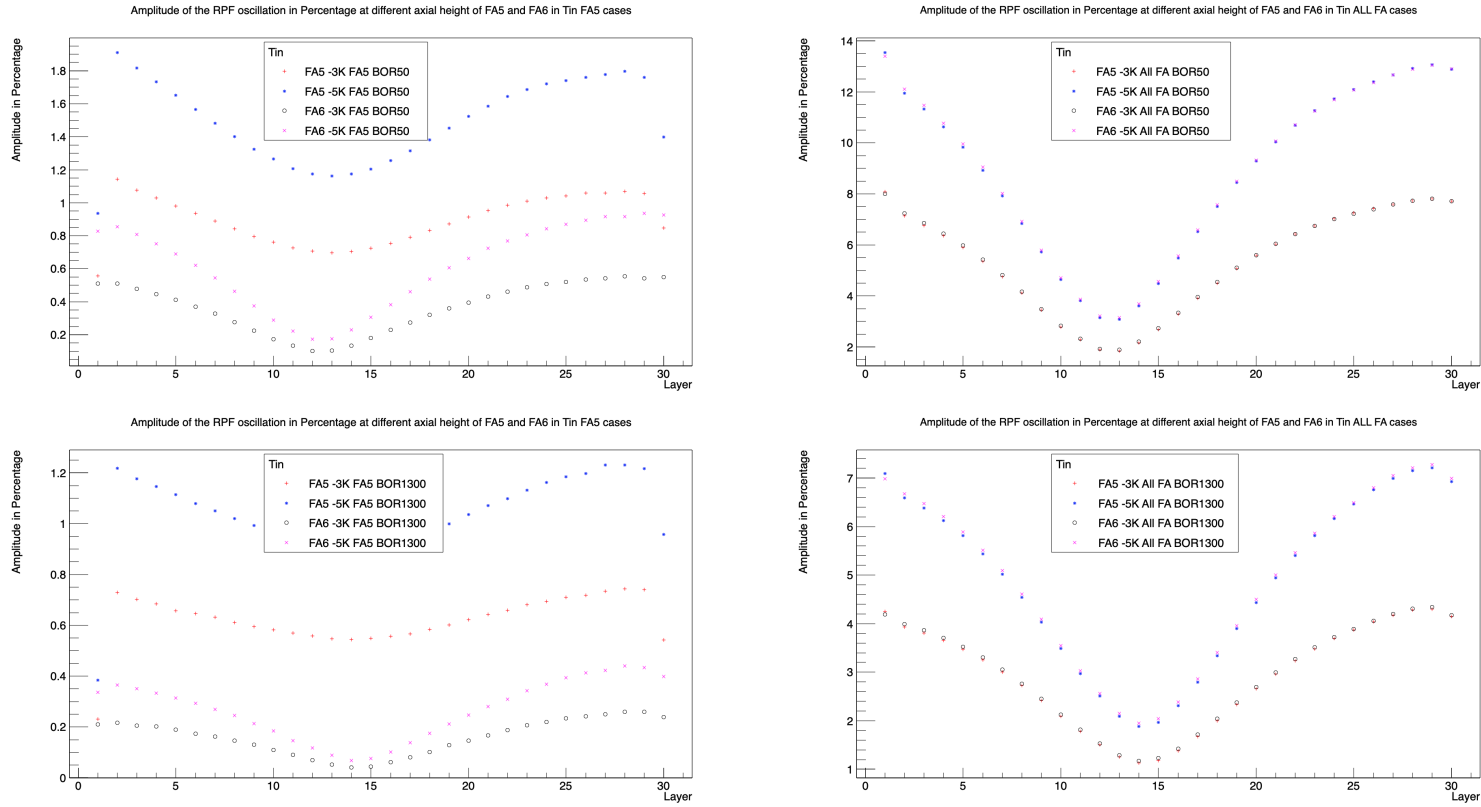 Amplitude of the RPF oscillation in Percentage at different axial height of FA5 and FA6 in Tin FA5 cases
Amplitude in Percentage
Tin
FA5 -3K FA5 BOR50
FA5 -5K FA5 BOR50
FA6 -3K FA5 BOR50
FA6 -5K FA5 BOR50
1.8
1.6
1.4
1.2
1
0.8
0.6
0.4
0.2
0 5 10 15 20 25 30
Layer
Amplitude of the RPF oscillation in Percentage at different axial height of FA5 and FA6 in Tin ALL FA cases
Amplitude in Percentage
Tin
FA5 -3K All FA BOR50
FA5 -5K All FA BOR50
FA6 -3K All FA BOR50
FA6 -5K All FA BOR50
14
12
10
8
6
4
2
0 5 10 15 20 25 30
Layer
Amplitude of the RPF oscillation in Percentage at different axial height of FA5 and FA6 in Tin FA5 cases
Amplitude in Percentage
Tin
FA5 -3K FA5 BOR1300
FA5 -5K FA5 BOR1300
FA6 -3K FA5 BOR1300
FA6 -5K FA5 BOR1300
1.2
1
0.8
0.6
0.4
0.2
0
0 5 10 15 20 25 30
Layer
Amplitude of the RPF oscillation in Percentage at different axial height of FA5 and FA6 in Tin ALL FA cases
Amplitude in Percentage
Tin
FA5 -3K All FA BOR1300
FA5 -5K All FA BOR1300
FA6 -3K All FA BOR1300
FA6 -5K All FA BOR1300
7
6
5
4
3
2
1
0 5 10 15 20 25 30
Layer